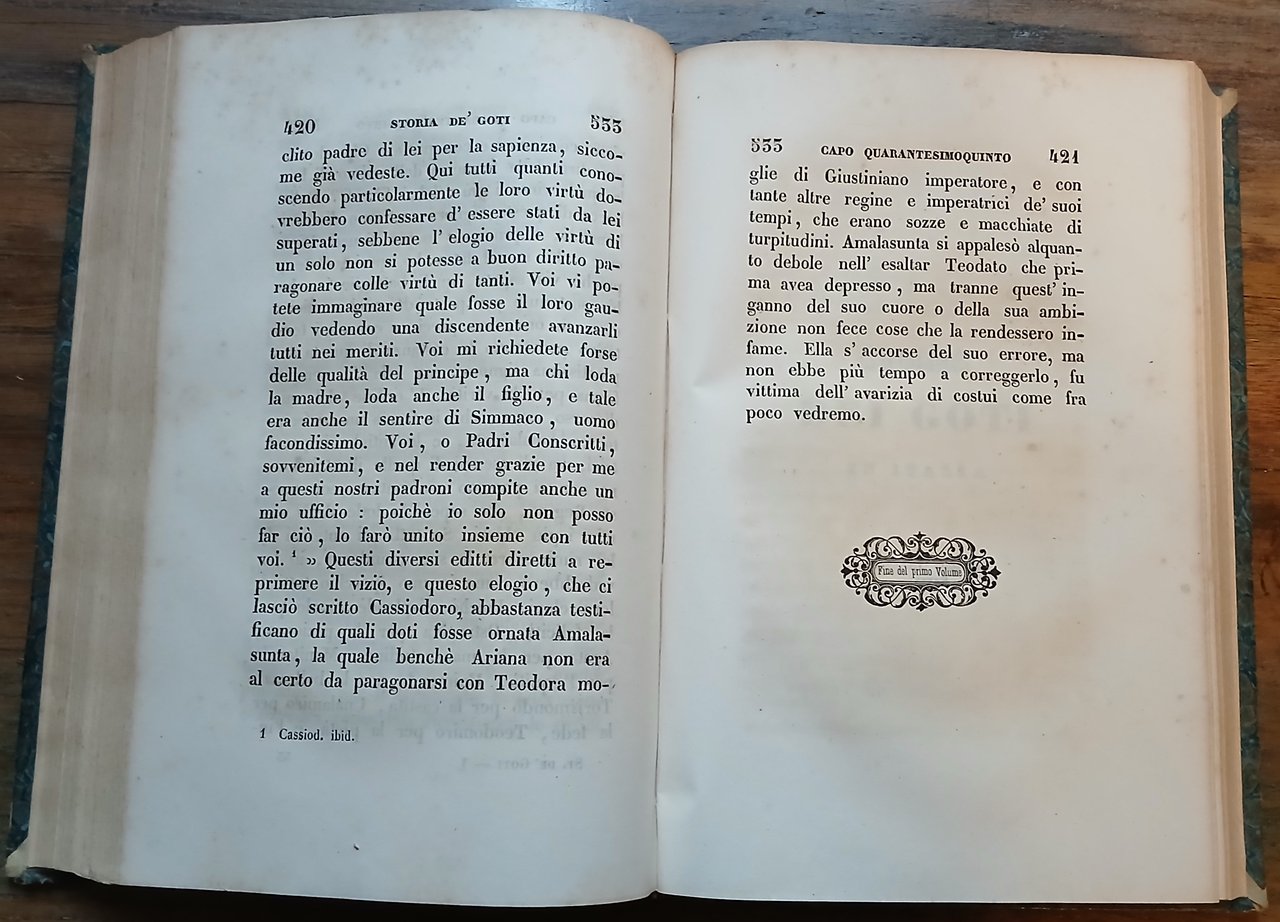 420 STORIA DE' GOTI 533
clito padre di lei per la sapienza, sicco-
me già vedeste. Qui tutti quanti cono-
scendo particolarmente le loro virtù do-
vrebbero confessare d' essere stati da lei
superati, sebbene l' elogio delle virtù di
un solo non si potesse a buon diritto pa-
ragonare colle virtù di tanti. Voi vi po-
tete immaginare quale fosse il loro gau-
dio vedendo una discendente avanzarli
tutti nei meriti. Voi mi richiedete forse
delle qualità del principe, ma chi loda
la madre, loda anche il figlio, e tale
era anche il sentire di Simmaco, uomo
facondissimo. Voi, o Padri Conscritti,
sovvenitemi, e nel render grazie per me
a questi nostri padroni compite anche un
mio ufficio : poichè io solo non posso
far ciò, lo farò unito insieme con tutti
voi. 1 » Questi diversi editti diretti a re-
primere il vizio, e questo elogio, che ci
lasciò scritto Cassiodoro, abbastanza testi-
ficano di quali doti fosse ornata Amala-
sunta, la quale benchè Ariana non era
al certo da paragonarsi con Teodora mo-
1 Cassiod. ibid.
533 CAPO QUARANTESIMOQUINTO 421
glie di Giustiniano imperatore, e con
tante altre regine e imperatrici de' suoi
tempi, che erano sozze e macchiate di
turpitudini. Amalasunta si appalesò alquan-
to debole nell' esaltar Teodato che pri-
ma avea depresso, ma tranne quest' in-
ganno del suo cuore o della sua ambi-
zione non fece cose che la rendessero in-
fame. Ella s' accorse del suo errore, ma
non ebbe più tempo a correggerlo, fu
vittima dell' avarizia di costui come fra
poco vedremo.
Fine del primo Volume